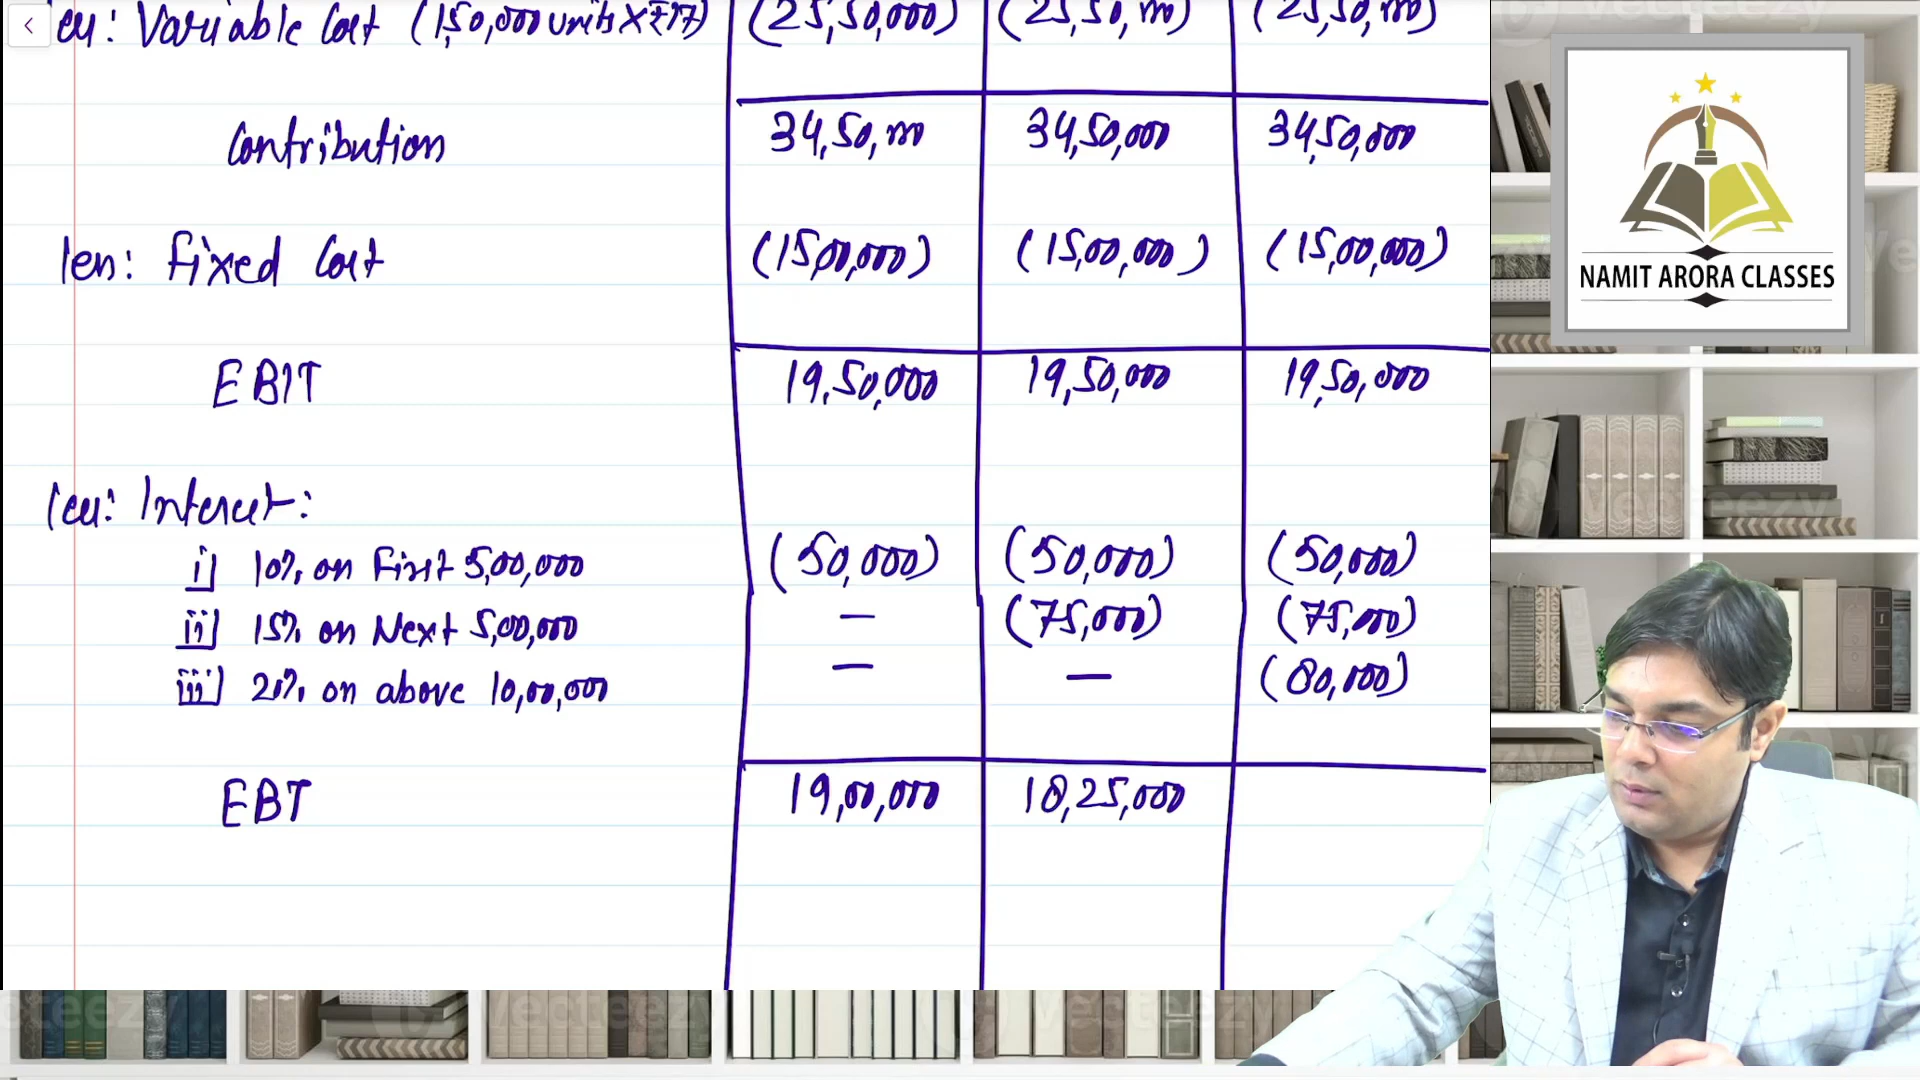 Less: Variable Cost (1,50,000 units X ₹17) (25,50,000) (25,50,000) (25,50,000)
Contribution 34,50,000 34,50,000 34,50,000
less: Fixed Cost (15,00,000) (15,00,000) (15,00,000)
EBIT 19,50,000 19,50,000 19,50,000
Less: Interest:
i] 10% on First 5,00,000 (50,000) (50,000) (50,000)
ii] 15% on Next 5,00,000 — (75,000) (75,000)
iii] 20% on above 10,00,000 — — (80,000)
EBT 19,00,000 18,25,000
NAMIT ARORA CLASSES
Vecteezy
Vecteezy
Vecteezy